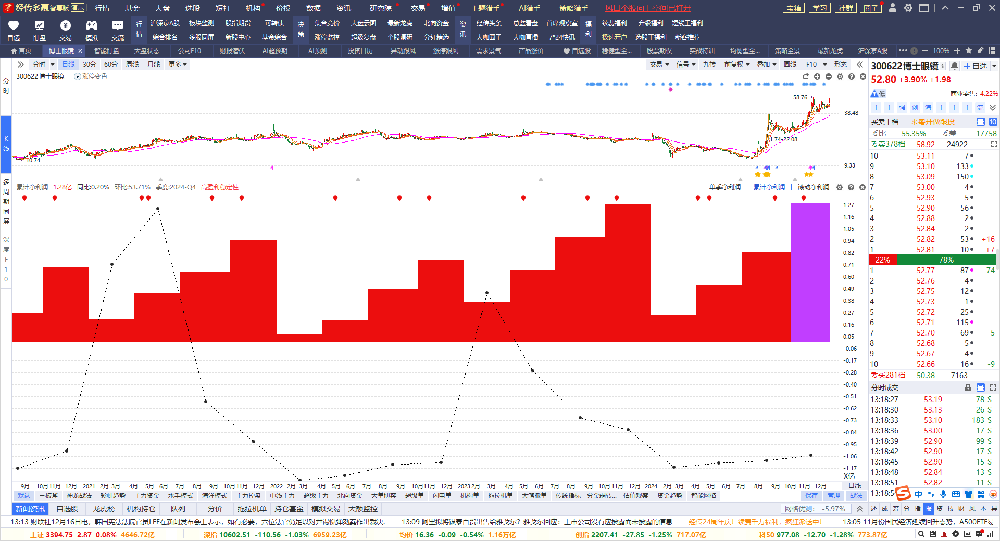 经传多赢 智尊版 演示 行情 基金 大盘 选股 短打 机构 价投 数据 资讯 研究院 交易 增值 主题猎手 AI猎手 策略猎手 风口个股向上空间已打开 宝箱 学习 社群 圈子
自选 盯盘 交易 模拟 交流 行情 沪深京A股 板块监测 股指期货 可转债 决策 集合竞价 大盘云图 最新龙虎 北向资金 资讯 经传头条 总监看盘 首席观察室 福利 续费福利 升级福利 短线王福利
综合排名 多股同屏 新股中心 基金综合 涨停监控 超级复盘 个股调研 分红精选 大咖圈子 大咖直播 7*24快讯 极速开户 选股王福利 新客推荐
首页 博士眼镜 智能盯盘 大盘状态 公司F10 财报潜伏 AI超预期 AI预测 投资日历 异动跟风 涨停跟风 需求景气 产品涨价 自选股 稳健型全... 股票期权 实战特训 均衡型全... 策略全景 最新龙虎 沪深京A股 100%
分时 日线 30分 60分 周线 月线 更多 交易 信号 九转 前复权 叠加 画线 F10 形态
300622博士眼镜 涨停变色
分时
K线
多周期同屏
深度F10
58.76
38.48
21.74-22.08
10.74
9.33
累计净利润 1.28亿 同比:0.20% 环比:53.71% 季度:2024-Q4 高盈利稳定性 单季净利润 累计净利润 滚动净利润
1.27
1.16
1.05
0.94
0.82
0.71
0.60
0.49
0.38
0.27
0.16
0.05
-0.06
-0.17
-0.28
-0.40
-0.51
-0.62
-0.73
-0.84
-0.95
-1.06
-1.17
X亿
9月 10月 11月 12月 2021 2月 3月 4月 5月 6月 7月 8月 9月 10月 11月 12月 2022 2月 3月 4月 5月 6月 7月 8月 9月 10月 11月 12月 2023 2月 3月 4月 5月 6月 7月 8月 9月 10月 11月 12月 2024 2月 3月 4月 5月 6月 7月 8月 9月 10月 11月 12月 日线
默认 三板斧 神龙战法 彩虹趋势 主力资金 水手模式 海洋模式 主力控盘 中线主力 超级主力 北向资金 大单博弈 超级单 闪电单 机构单 拖拉机单 大笔撤单 传统指标 分金弱转... 估值观察 资金趋势 智能网格 保存 管理 战法
新闻资讯 自选股 龙虎榜 机构持仓 队列 分价 拖拉机单 持仓基金 模拟交易 大额监控 网格优测: -5.97%
300622博士眼镜 自选
52.80 +3.90% +1.98
低 商业零售: 4.22%
主 主 强 创 海 主 主 主 流
买卖十档 来粤开做跟投 量 10
委比 -55.35% 委差 -17758
委卖378档 58.92 24922
10 53.11 7
9 53.10 133
8 53.09 150
7 53.00 4
6 52.93 5
5 52.90 56
4 52.88 2
3 52.84 2
2 52.82 53 +16
1 52.81 10 +7
22% 78%
1 52.77 87 -74
2 52.76 4
3 52.75 12
4 52.73 1
5 52.72 25
6 52.71 115
7 52.70 69 -5
8 52.68 5
9 52.67 4
10 52.66 16 -9
委买281档 50.38 7163
分时成交 量
13:18:27 53.19 78 S
13:18:30 53.13 26 S
13:18:33 53.10 183 S
13:18:36 53.00 17 S
13:18:39 52.90 99 S
13:18:42 52.90 17 S
13:18:45 52.90 15 S
13:18:48 52.84 13 S
13:18:51 52.82 11 S
13:18:54 中
还 成 筹 分 指 报 资 技 财 风 本 异
13:13 财联社12月16日电，韩国宪法法院官员LEE在新闻发布会上表示，如有必要，六位法官仍足以对尹锡悦弹劾案作出裁决. 13:09 阿里拟将银泰百货出售给雅戈尔？雅戈尔回应：上市公司没有应披露而未披露的信息 经传24周年庆！续费千万福利，疯狂派送中！ 13:05 11月份国民经济延续回升态势，A500ETF易
上证 3394.75 2.87 0.08% 4646.72亿 深指 10602.51 -110.56 -1.03% 6959.23亿 均价 16.36 -0.09 -0.54% 1.16万亿 创指 2207.41 -27.85 -1.25% 717.07亿 科50 977.08 -12.70 -1.28% 773.87亿